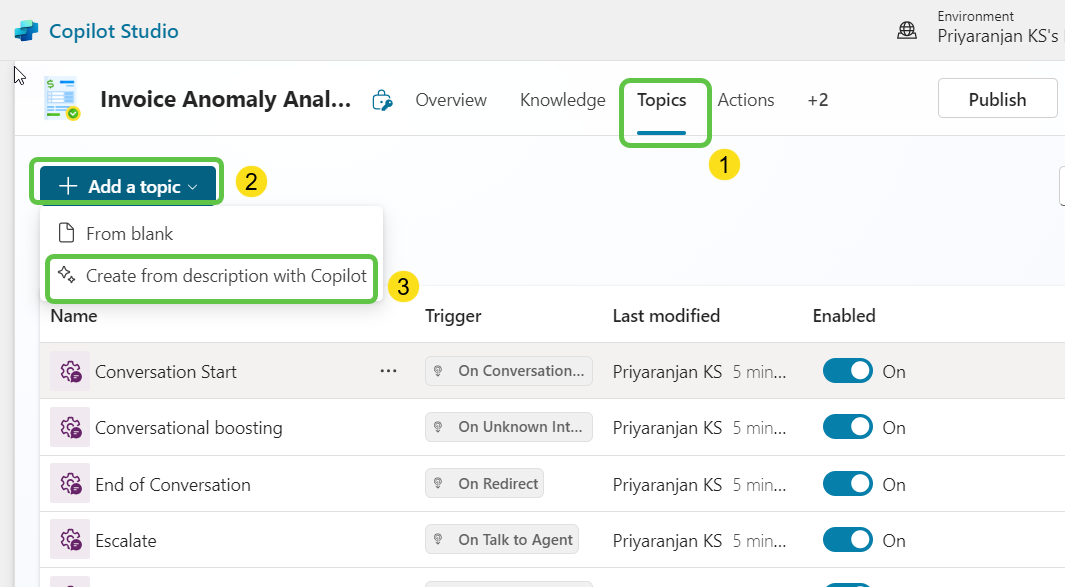 Copilot Studio
Environment
Priyaranjan KS's
Invoice Anomaly Anal...
Overview
Knowledge
Topics
Actions
+2
Publish
1
Add a topic
2
From blank
Create from description with Copilot
3
Name Trigger Last modified Enabled
Conversation Start ... On Conversation... Priyaranjan KS 5 min... On
Conversational boosting On Unknown Int... Priyaranjan KS 5 min... On
End of Conversation On Redirect Priyaranjan KS 5 min... On
Escalate On Talk to Agent Priyaranjan KS 5 min... On